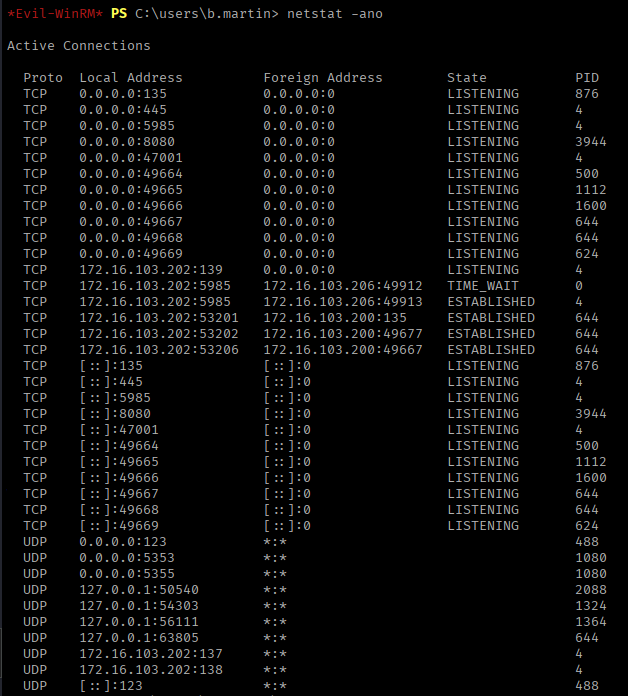 *Evil-WinRM* PS C:\users\b.martin> netstat -ano
Active Connections
Proto Local Address Foreign Address State PID
TCP 0.0.0.0:135 0.0.0.0:0 LISTENING 876
TCP 0.0.0.0:445 0.0.0.0:0 LISTENING 4
TCP 0.0.0.0:5985 0.0.0.0:0 LISTENING 4
TCP 0.0.0.0:8080 0.0.0.0:0 LISTENING 3944
TCP 0.0.0.0:47001 0.0.0.0:0 LISTENING 4
TCP 0.0.0.0:49664 0.0.0.0:0 LISTENING 500
TCP 0.0.0.0:49665 0.0.0.0:0 LISTENING 1112
TCP 0.0.0.0:49666 0.0.0.0:0 LISTENING 1600
TCP 0.0.0.0:49667 0.0.0.0:0 LISTENING 644
TCP 0.0.0.0:49668 0.0.0.0:0 LISTENING 644
TCP 0.0.0.0:49669 0.0.0.0:0 LISTENING 624
TCP 172.16.103.202:139 0.0.0.0:0 LISTENING 4
TCP 172.16.103.202:5985 172.16.103.206:49912 TIME_WAIT 0
TCP 172.16.103.202:5985 172.16.103.206:49913 ESTABLISHED 4
TCP 172.16.103.202:53201 172.16.103.200:135 ESTABLISHED 644
TCP 172.16.103.202:53202 172.16.103.200:49677 ESTABLISHED 644
TCP 172.16.103.202:53206 172.16.103.200:49667 ESTABLISHED 644
TCP [::]:135 [::]:0 LISTENING 876
TCP [::]:445 [::]:0 LISTENING 4
TCP [::]:5985 [::]:0 LISTENING 4
TCP [::]:8080 [::]:0 LISTENING 3944
TCP [::]:47001 [::]:0 LISTENING 4
TCP [::]:49664 [::]:0 LISTENING 500
TCP [::]:49665 [::]:0 LISTENING 1112
TCP [::]:49666 [::]:0 LISTENING 1600
TCP [::]:49667 [::]:0 LISTENING 644
TCP [::]:49668 [::]:0 LISTENING 644
TCP [::]:49669 [::]:0 LISTENING 624
UDP 0.0.0.0:123 *:* 488
UDP 0.0.0.0:5353 *:* 1080
UDP 0.0.0.0:5355 *:* 1080
UDP 127.0.0.1:50540 *:* 2088
UDP 127.0.0.1:54303 *:* 1324
UDP 127.0.0.1:56111 *:* 1364
UDP 127.0.0.1:63805 *:* 644
UDP 172.16.103.202:137 *:* 4
UDP 172.16.103.202:138 *:* 4
UDP [::]:123 *:* 488